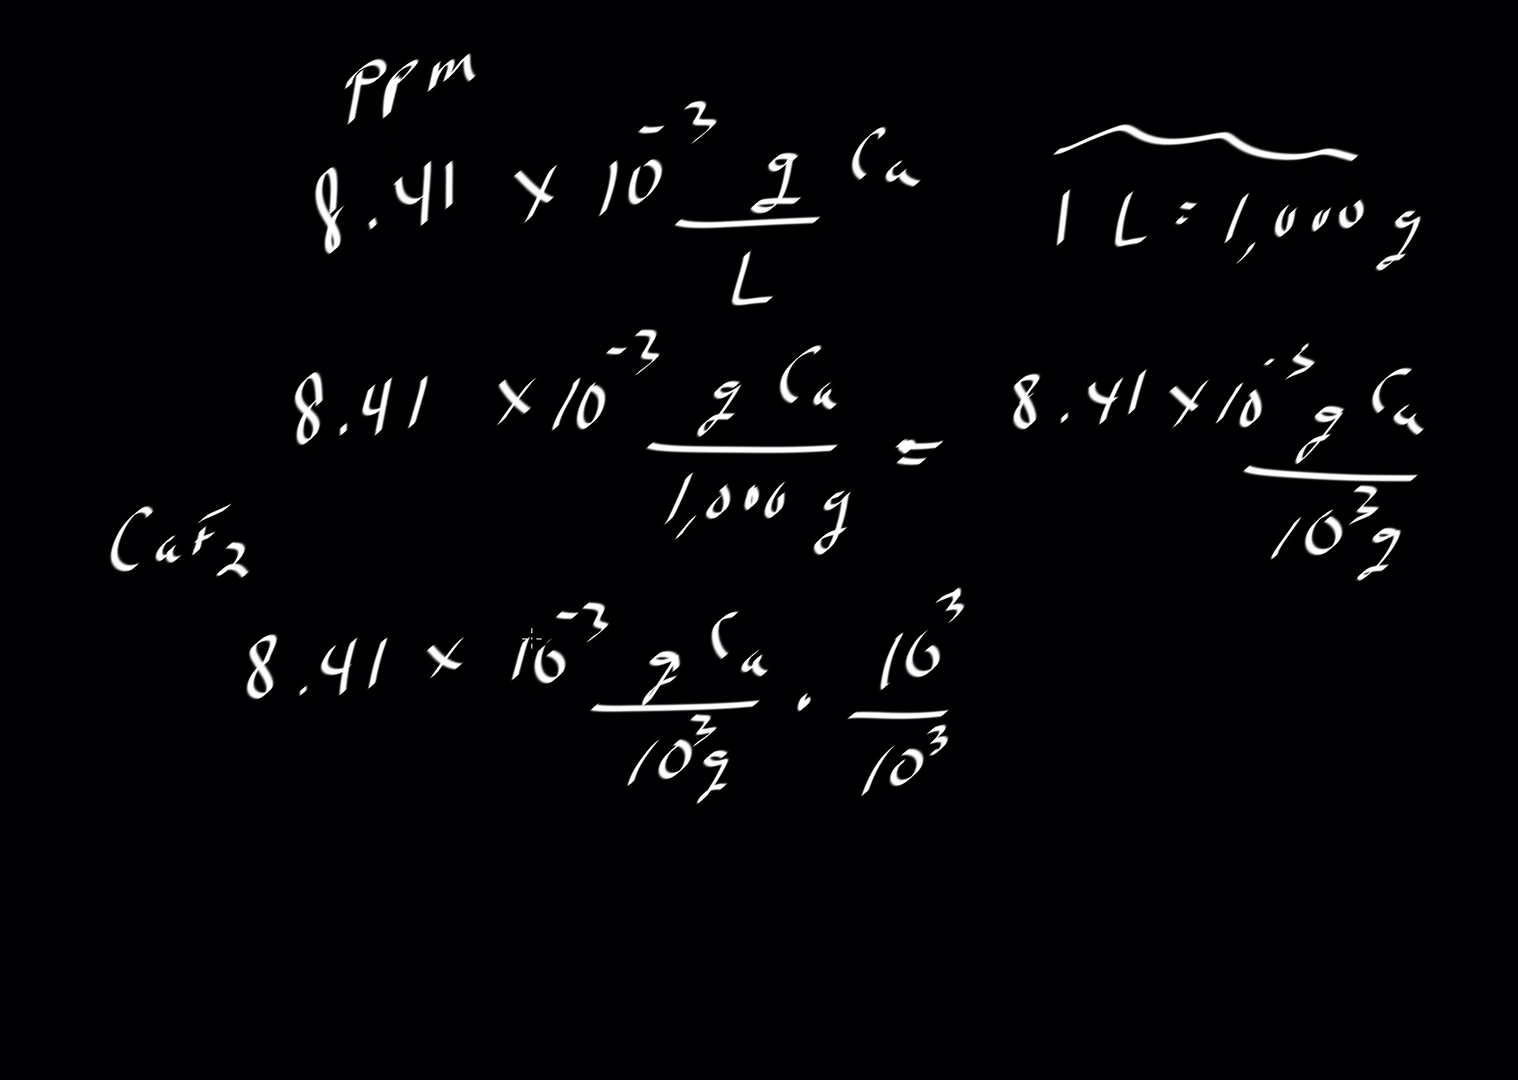 ppm
8.41 × 10⁻³ g Ca / L    1 L = 1,000 g
8.41 × 10⁻³ g Ca / 1,000 g = 8.41 × 10⁻³ g Ca / 10³ g
CaF₂
8.41 × 10⁻³ g Ca / 10³ g · 10³ / 10³